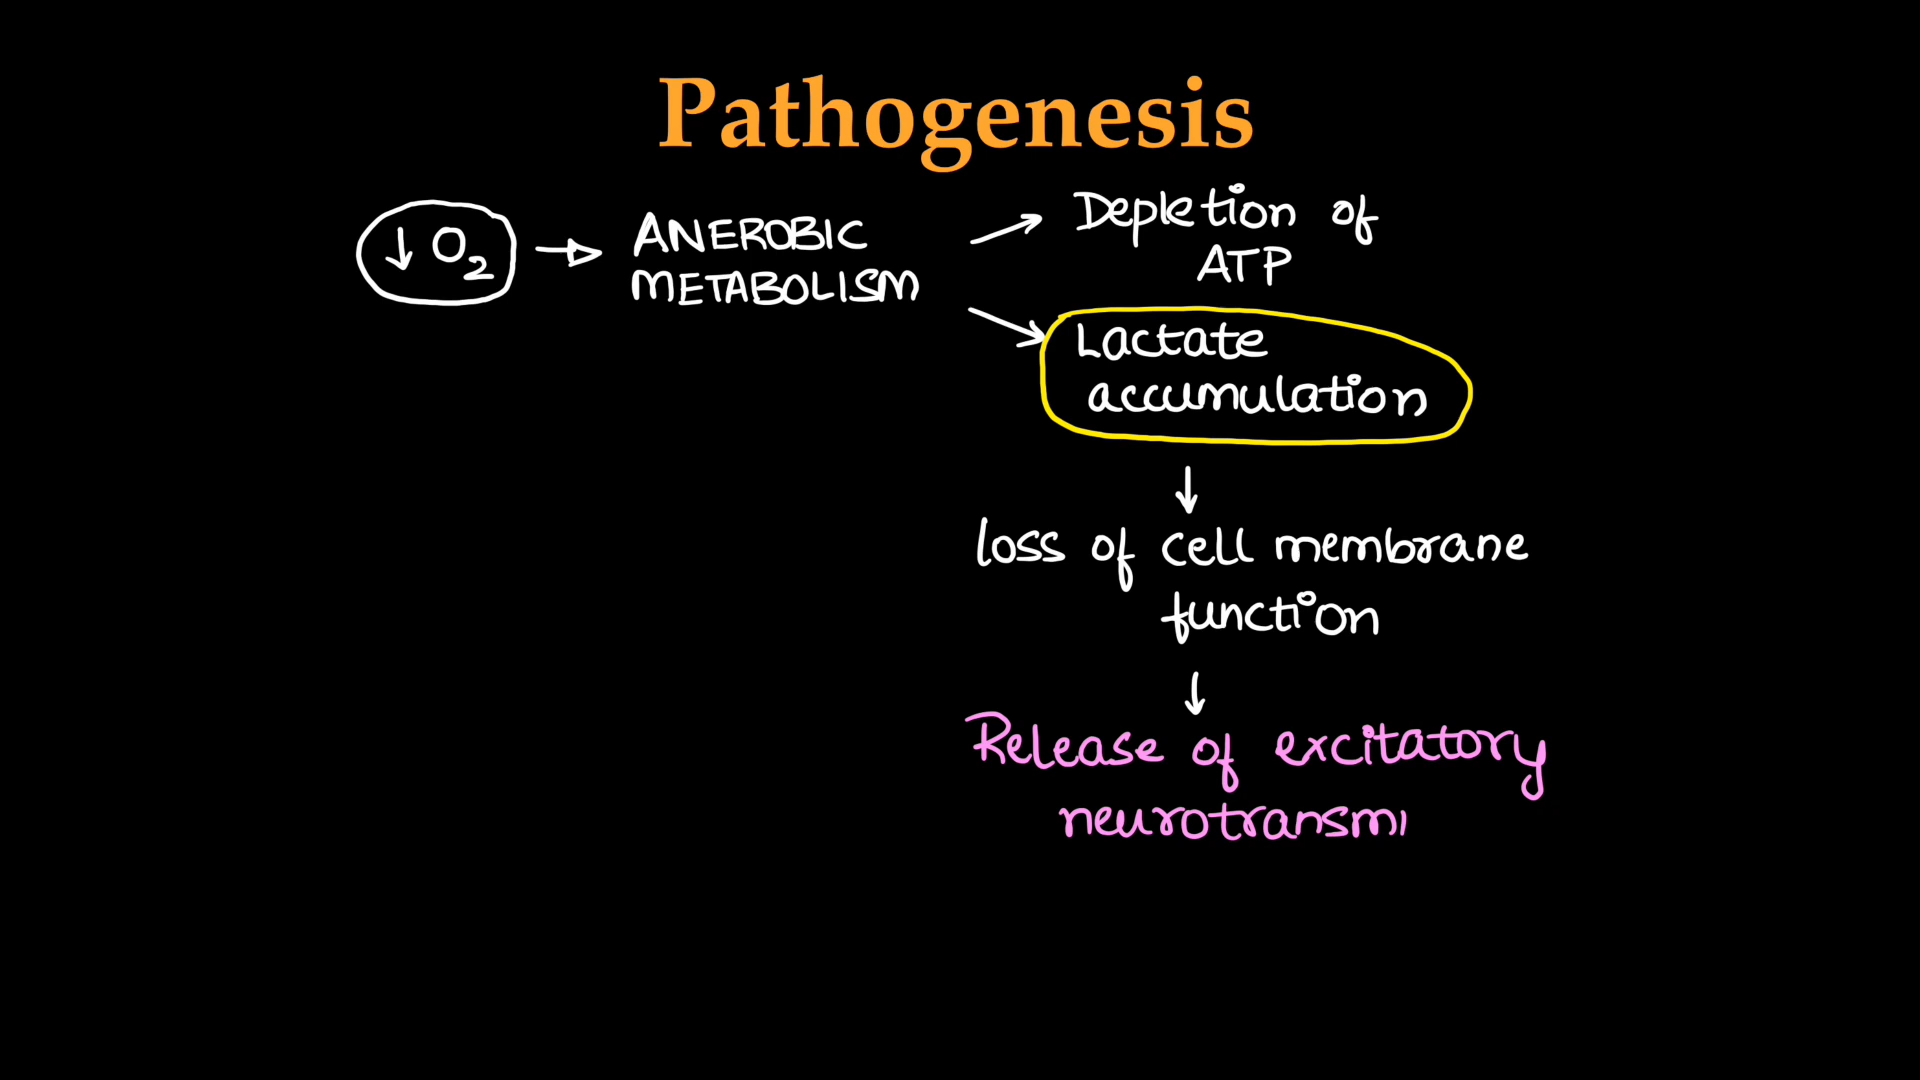 Pathogenesis
↓ O₂ → ANEROBIC METABOLISM
Depletion of
ATP
Lactate
accumulation
↓
loss of cell membrane
function
↓
Release of excitatory
neurotransmi